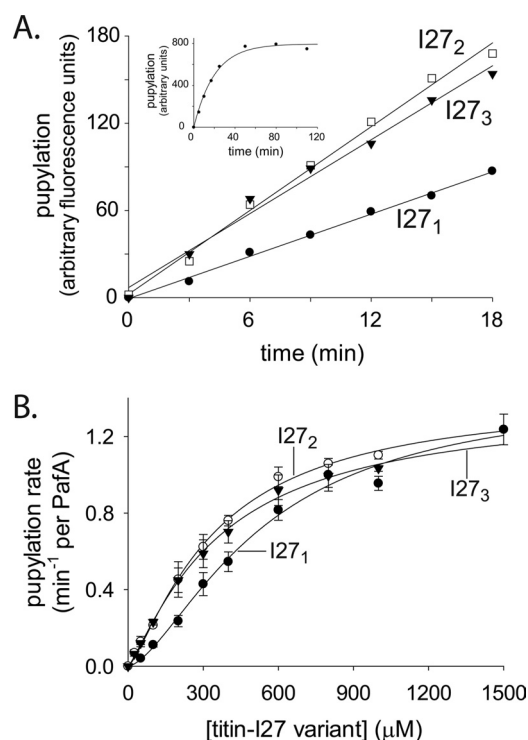 A.
pupylation
(arbitrary fluorescence units)
180
120
60
0
0 6 12 18
time (min)
pupylation
(arbitrary units)
800
400
0
0 40 80 120
time (min)
I27₂
I27₃
I27₁
B.
pupylation rate
(min⁻¹ per PafA)
1.2
0.8
0.4
0.0
0 300 600 900 1200 1500
[titin-I27 variant] (μM)
I27₂
I27₃
I27₁